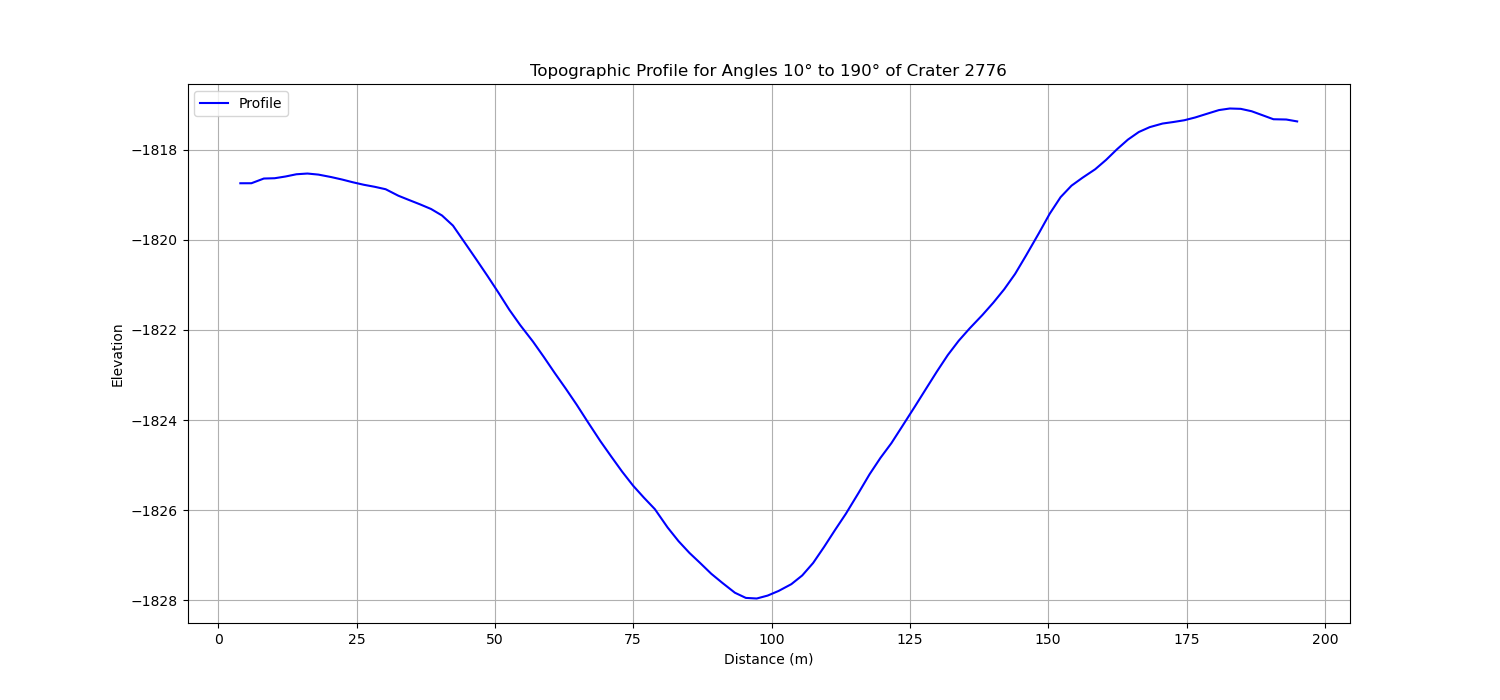 Topographic Profile for Angles 10° to 190° of Crater 2776
Profile
−1818
−1820
−1822
−1824
−1826
−1828
Elevation
0 25 50 75 100 125 150 175 200
Distance (m)